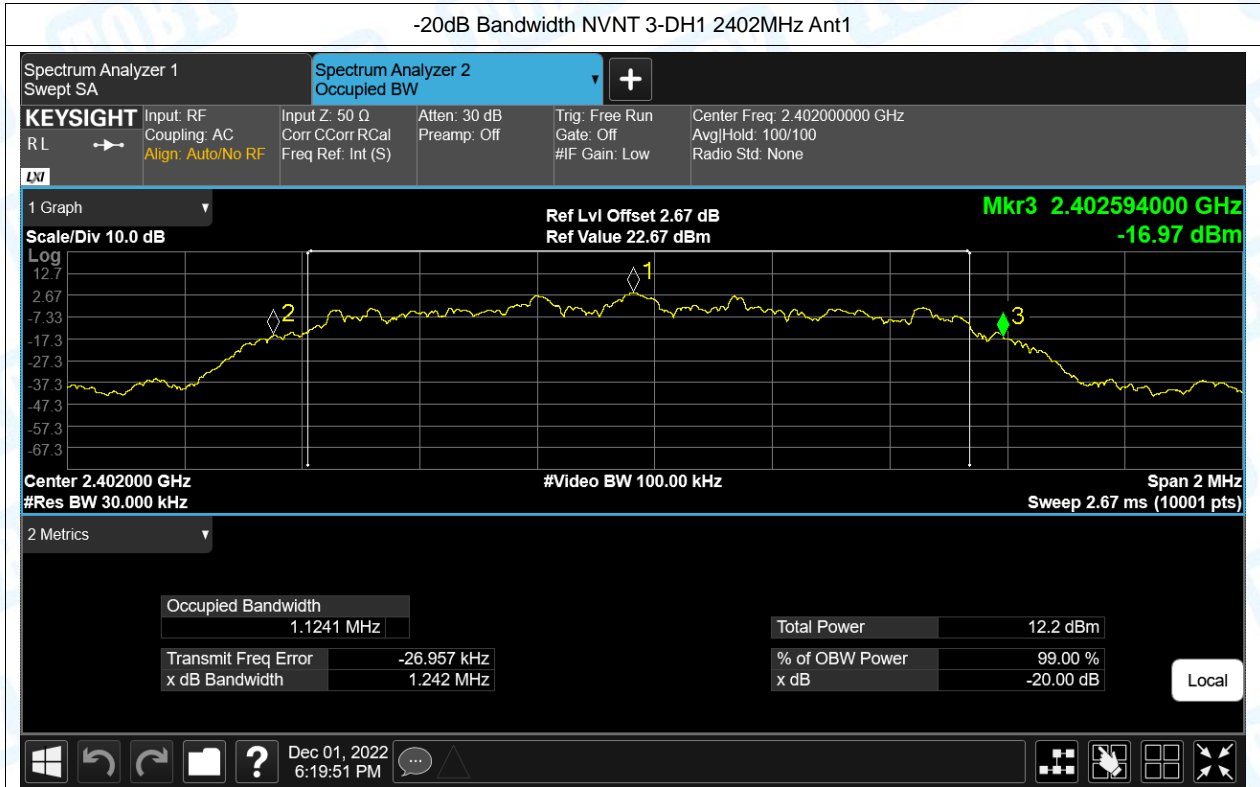 -20dB Bandwidth NVNT 3-DH1 2402MHz Ant1
Spectrum Analyzer 1
Swept SA
Spectrum Analyzer 2
Occupied BW
KEYSIGHT
R L
LXI
Input: RF
Coupling: AC
Align: Auto/No RF
Input Z: 50 Ω
Corr CCorr RCal
Freq Ref: Int (S)
Atten: 30 dB
Preamp: Off
Trig: Free Run
Gate: Off
#IF Gain: Low
Center Freq: 2.402000000 GHz
Avg|Hold: 100/100
Radio Std: None
1 Graph
Scale/Div 10.0 dB
Ref Lvl Offset 2.67 dB
Ref Value 22.67 dBm
Mkr3 2.402594000 GHz
-16.97 dBm
Log
12.7
2.67
-7.33
-17.3
-27.3
-37.3
-47.3
-57.3
-67.3
1
2
3
Center 2.402000 GHz
#Video BW 100.00 kHz
Span 2 MHz
#Res BW 30.000 kHz
Sweep 2.67 ms (10001 pts)
2 Metrics
Occupied Bandwidth
1.1241 MHz
Total Power 12.2 dBm
Transmit Freq Error -26.957 kHz
% of OBW Power 99.00 %
x dB Bandwidth 1.242 MHz
x dB -20.00 dB
Local
Dec 01, 2022
6:19:51 PM
TOBY